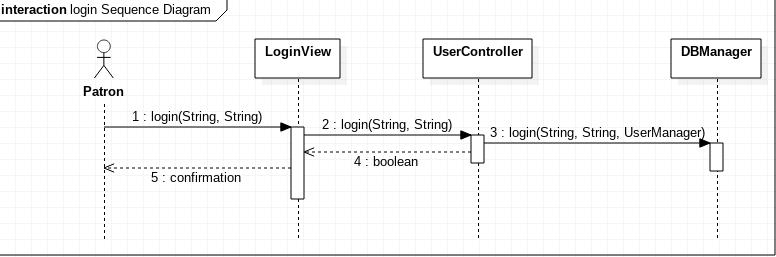 interaction login Sequence Diagram
LoginView
UserController
DBManager
Patron
1 : login(String, String)
2 : login(String, String)
3 : login(String, String, UserManager)
4 : boolean
5 : confirmation